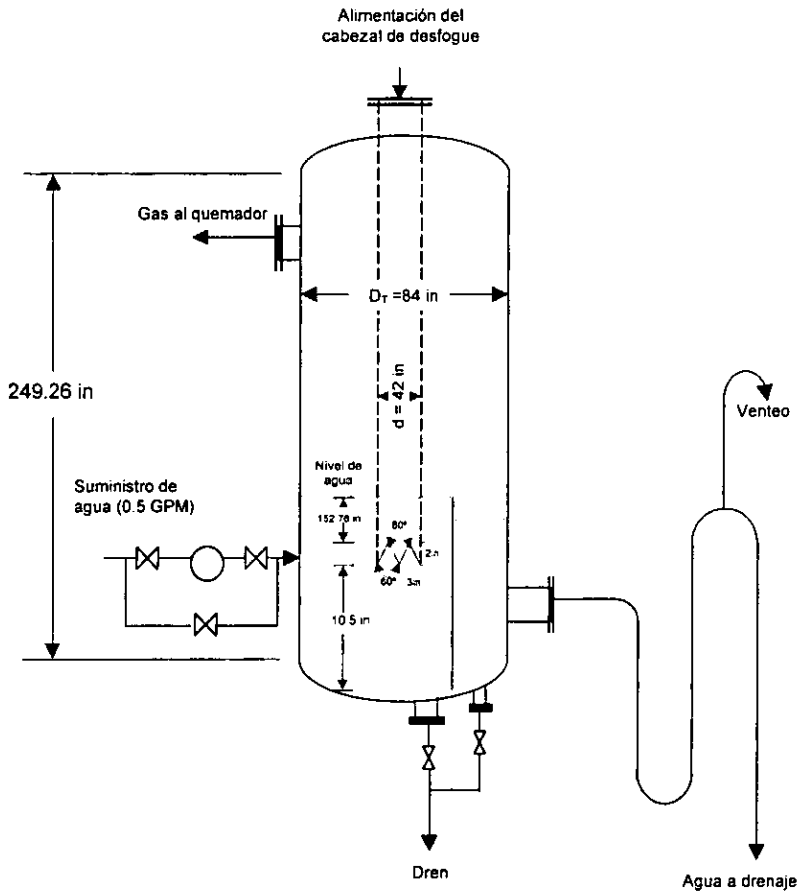 Alimentación del
cabezal de desfogue
Gas al quemador
D_T =84 in
249.26 in
d = 42 in
Venteo
Nivel de
agua
Suministro de
agua (0.5 GPM)
152.76 in
60°
2 in
60°
3 in
10.5 in
Dren
Agua a drenaje